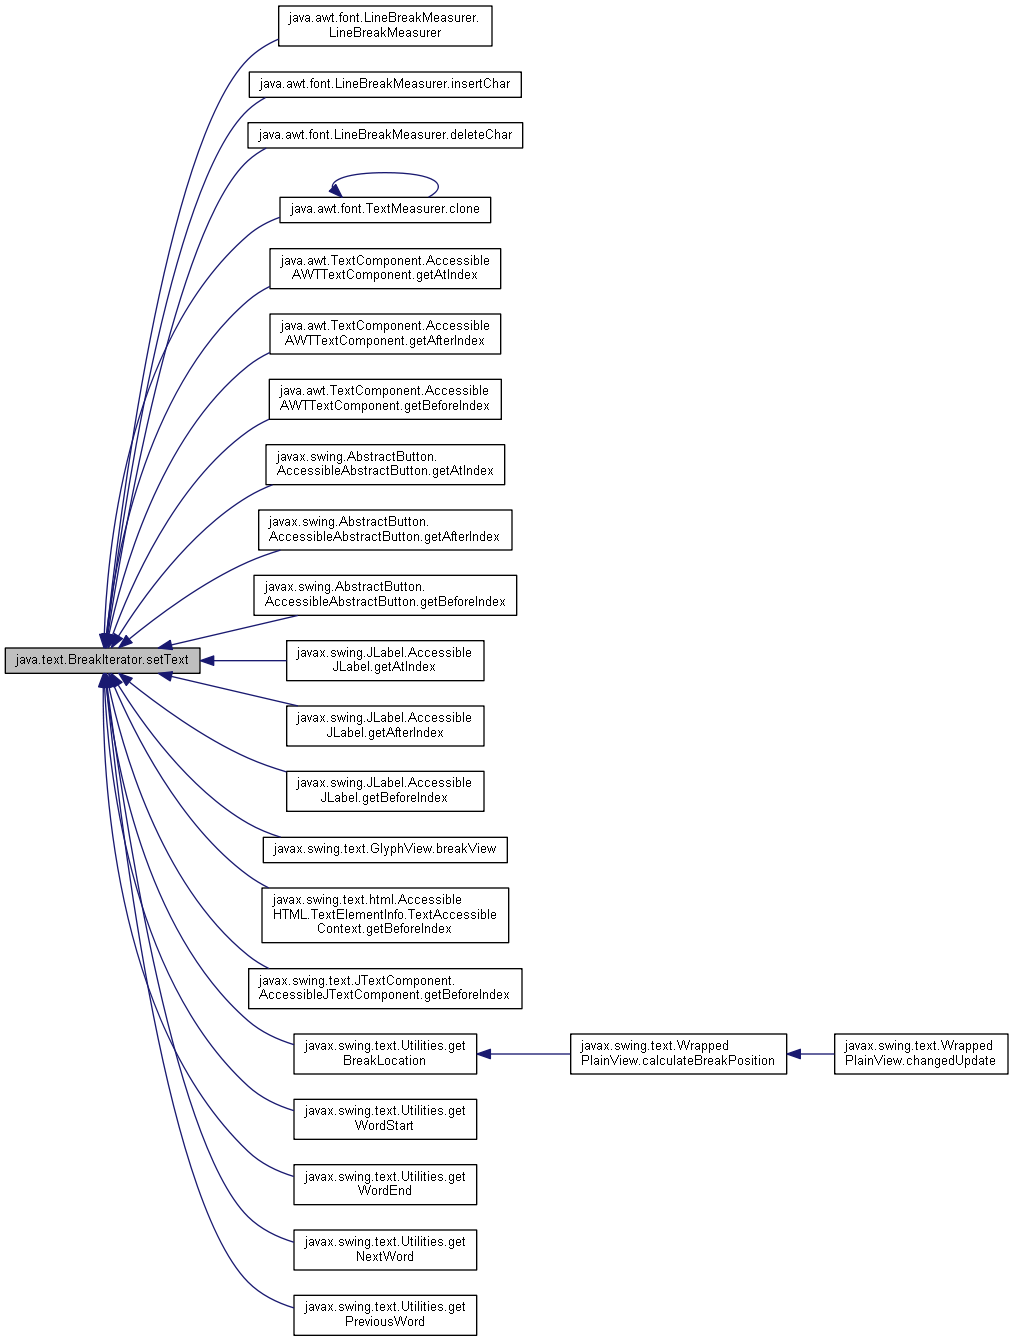 java.awt.font.LineBreakMeasurer.
LineBreakMeasurer
java.awt.font.LineBreakMeasurer.insertChar
java.awt.font.LineBreakMeasurer.deleteChar
java.awt.font.TextMeasurer.clone
java.awt.TextComponent.Accessible
AWTTextComponent.getAtIndex
java.awt.TextComponent.Accessible
AWTTextComponent.getAfterIndex
java.awt.TextComponent.Accessible
AWTTextComponent.getBeforeIndex
javax.swing.AbstractButton.
AccessibleAbstractButton.getAtIndex
javax.swing.AbstractButton.
AccessibleAbstractButton.getAfterIndex
javax.swing.AbstractButton.
AccessibleAbstractButton.getBeforeIndex
java.text.BreakIterator.setText
javax.swing.JLabel.Accessible
JLabel.getAtIndex
javax.swing.JLabel.Accessible
JLabel.getAfterIndex
javax.swing.JLabel.Accessible
JLabel.getBeforeIndex
javax.swing.text.GlyphView.breakView
javax.swing.text.html.Accessible
HTML.TextElementInfo.TextAccessible
Context.getBeforeIndex
javax.swing.text.JTextComponent.
AccessibleJTextComponent.getBeforeIndex
javax.swing.text.Utilities.get
BreakLocation
javax.swing.text.Wrapped
PlainView.calculateBreakPosition
javax.swing.text.Wrapped
PlainView.changedUpdate
javax.swing.text.Utilities.get
WordStart
javax.swing.text.Utilities.get
WordEnd
javax.swing.text.Utilities.get
NextWord
javax.swing.text.Utilities.get
PreviousWord